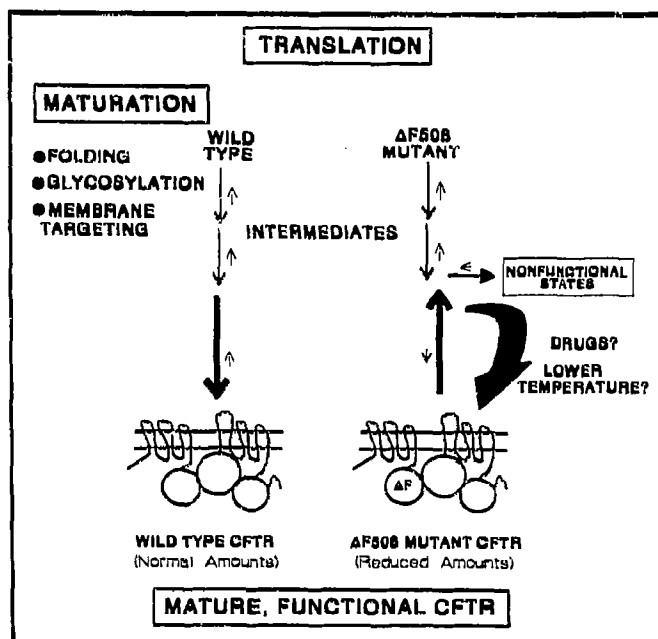 TRANSLATION
MATURATION
●FOLDING
●GLYCOSYLATION
●MEMBRANE
TARGETING
WILD
TYPE
ΔF508
MUTANT
INTERMEDIATES
NONFUNCTIONAL
STATES
DRUGS?
LOWER
TEMPERATURE?
ΔF
WILD TYPE CFTR
(Normal Amounts)
ΔF508 MUTANT CFTR
(Reduced Amounts)
MATURE, FUNCTIONAL CFTR